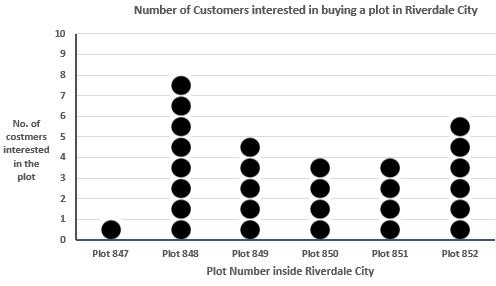 Number of Customers interested in buying a plot in Riverdale City
10
9
8
7
6
5
4
3
2
1
0
No. of
costmers
interested
in the
plot
Plot 847 Plot 848 Plot 849 Plot 850 Plot 851 Plot 852
Plot Number inside Riverdale City